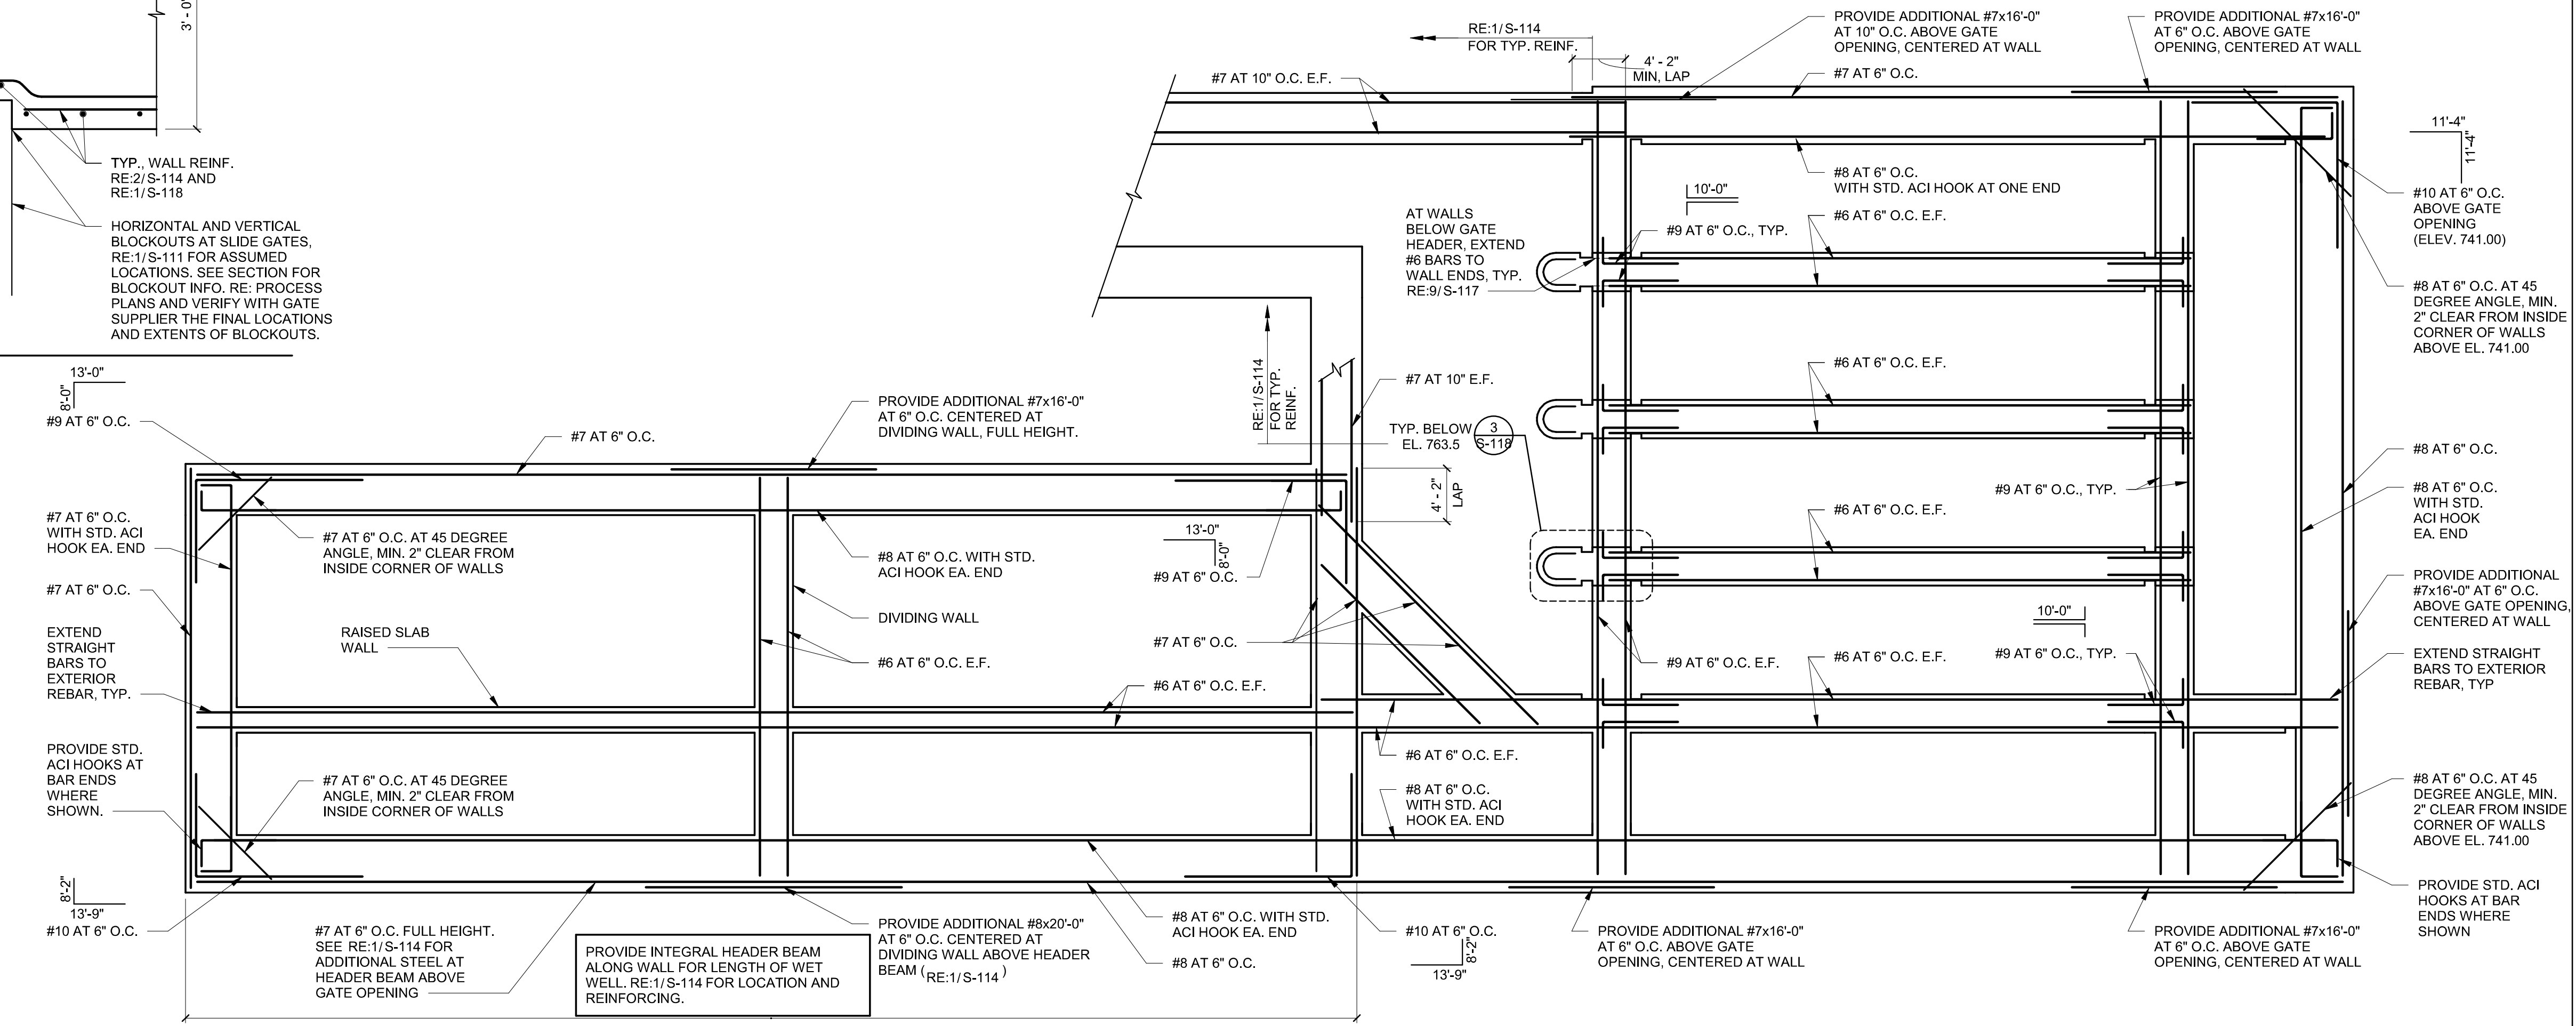 3' - 0"
TYP., WALL REINF.
RE:2/S-114 AND
RE:1/S-118
HORIZONTAL AND VERTICAL
BLOCKOUTS AT SLIDE GATES,
RE:1/S-111 FOR ASSUMED
LOCATIONS. SEE SECTION FOR
BLOCKOUT INFO. RE: PROCESS
PLANS AND VERIFY WITH GATE
SUPPLIER THE FINAL LOCATIONS
AND EXTENTS OF BLOCKOUTS.
RE:1/S-114
FOR TYP. REINF.
4' - 2"
MIN, LAP
#7 AT 10" O.C. E.F.
PROVIDE ADDITIONAL #7x16'-0"
AT 10" O.C. ABOVE GATE
OPENING, CENTERED AT WALL
#7 AT 6" O.C.
PROVIDE ADDITIONAL #7x16'-0"
AT 6" O.C. ABOVE GATE
OPENING, CENTERED AT WALL
11'-4"
11'-4"
#10 AT 6" O.C.
ABOVE GATE
OPENING
(ELEV. 741.00)
#8 AT 6" O.C. AT 45
DEGREE ANGLE, MIN.
2" CLEAR FROM INSIDE
CORNER OF WALLS
ABOVE EL. 741.00
#8 AT 6" O.C.
WITH STD. ACI HOOK AT ONE END
10'-0"
#6 AT 6" O.C. E.F.
#9 AT 6" O.C., TYP.
AT WALLS
BELOW GATE
HEADER, EXTEND
#6 BARS TO
WALL ENDS, TYP.
RE:9/S-117
#6 AT 6" O.C. E.F.
RE:1/S-114
FOR TYP.
REINF.
#7 AT 10" E.F.
TYP. BELOW
EL. 763.5
3
S-118
4' - 2"
LAP
#9 AT 6" O.C., TYP.
#6 AT 6" O.C. E.F.
#8 AT 6" O.C.
#8 AT 6" O.C.
WITH STD.
ACI HOOK
EA. END
PROVIDE ADDITIONAL
#7x16'-0" AT 6" O.C.
ABOVE GATE OPENING,
CENTERED AT WALL
10'-0"
#9 AT 6" O.C. E.F.
#6 AT 6" O.C. E.F.
#9 AT 6" O.C., TYP.
EXTEND STRAIGHT
BARS TO EXTERIOR
REBAR, TYP
13'-0"
8'-0"
#9 AT 6" O.C.
#7 AT 6" O.C.
PROVIDE ADDITIONAL #7x16'-0"
AT 6" O.C. CENTERED AT
DIVIDING WALL, FULL HEIGHT.
#7 AT 6" O.C.
WITH STD. ACI
HOOK EA. END
#7 AT 6" O.C. AT 45 DEGREE
ANGLE, MIN. 2" CLEAR FROM
INSIDE CORNER OF WALLS
#8 AT 6" O.C. WITH STD.
ACI HOOK EA. END
13'-0"
8'-0"
#9 AT 6" O.C.
#7 AT 6" O.C.
DIVIDING WALL
#7 AT 6" O.C.
EXTEND
STRAIGHT
BARS TO
EXTERIOR
REBAR, TYP.
RAISED SLAB
WALL
#6 AT 6" O.C. E.F.
#6 AT 6" O.C. E.F.
#6 AT 6" O.C. E.F.
PROVIDE STD.
ACI HOOKS AT
BAR ENDS
WHERE
SHOWN.
#7 AT 6" O.C. AT 45 DEGREE
ANGLE, MIN. 2" CLEAR FROM
INSIDE CORNER OF WALLS
#8 AT 6" O.C.
WITH STD. ACI
HOOK EA. END
#8 AT 6" O.C. AT 45
DEGREE ANGLE, MIN.
2" CLEAR FROM INSIDE
CORNER OF WALLS
ABOVE EL. 741.00
8'-2"
13'-9"
#10 AT 6" O.C.
#7 AT 6" O.C. FULL HEIGHT.
SEE RE:1/S-114 FOR
ADDITIONAL STEEL AT
HEADER BEAM ABOVE
GATE OPENING
PROVIDE INTEGRAL HEADER BEAM
ALONG WALL FOR LENGTH OF WET
WELL. RE:1/S-114 FOR LOCATION AND
REINFORCING.
PROVIDE ADDITIONAL #8x20'-0"
AT 6" O.C. CENTERED AT
DIVIDING WALL ABOVE HEADER
BEAM (RE:1/S-114)
#8 AT 6" O.C. WITH STD.
ACI HOOK EA. END
#8 AT 6" O.C.
#10 AT 6" O.C.
8'-2"
13'-9"
PROVIDE ADDITIONAL #7x16'-0"
AT 6" O.C. ABOVE GATE
OPENING, CENTERED AT WALL
PROVIDE ADDITIONAL #7x16'-0"
AT 6" O.C. ABOVE GATE
OPENING, CENTERED AT WALL
PROVIDE STD. ACI
HOOKS AT BAR
ENDS WHERE
SHOWN